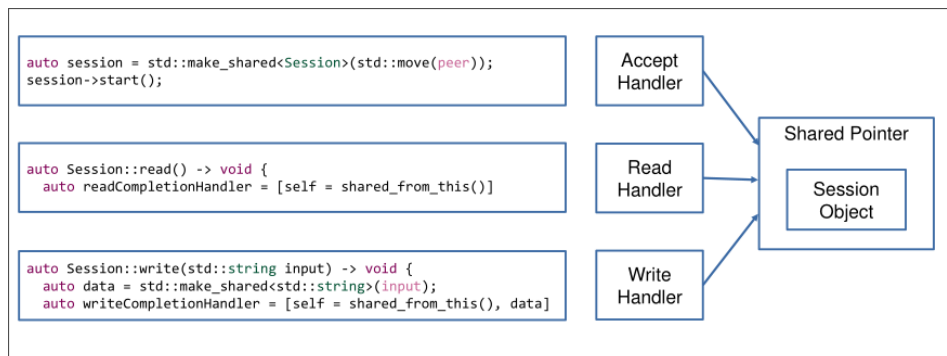 auto session = std::make_shared<Session>(std::move(peer));
session->start();
Accept
Handler
auto Session::read() -> void {
  auto readCompletionHandler = [self = shared_from_this()]
Read
Handler
auto Session::write(std::string input) -> void {
  auto data = std::make_shared<std::string>(input);
  auto writeCompletionHandler = [self = shared_from_this(), data]
Write
Handler
Shared Pointer
Session
Object